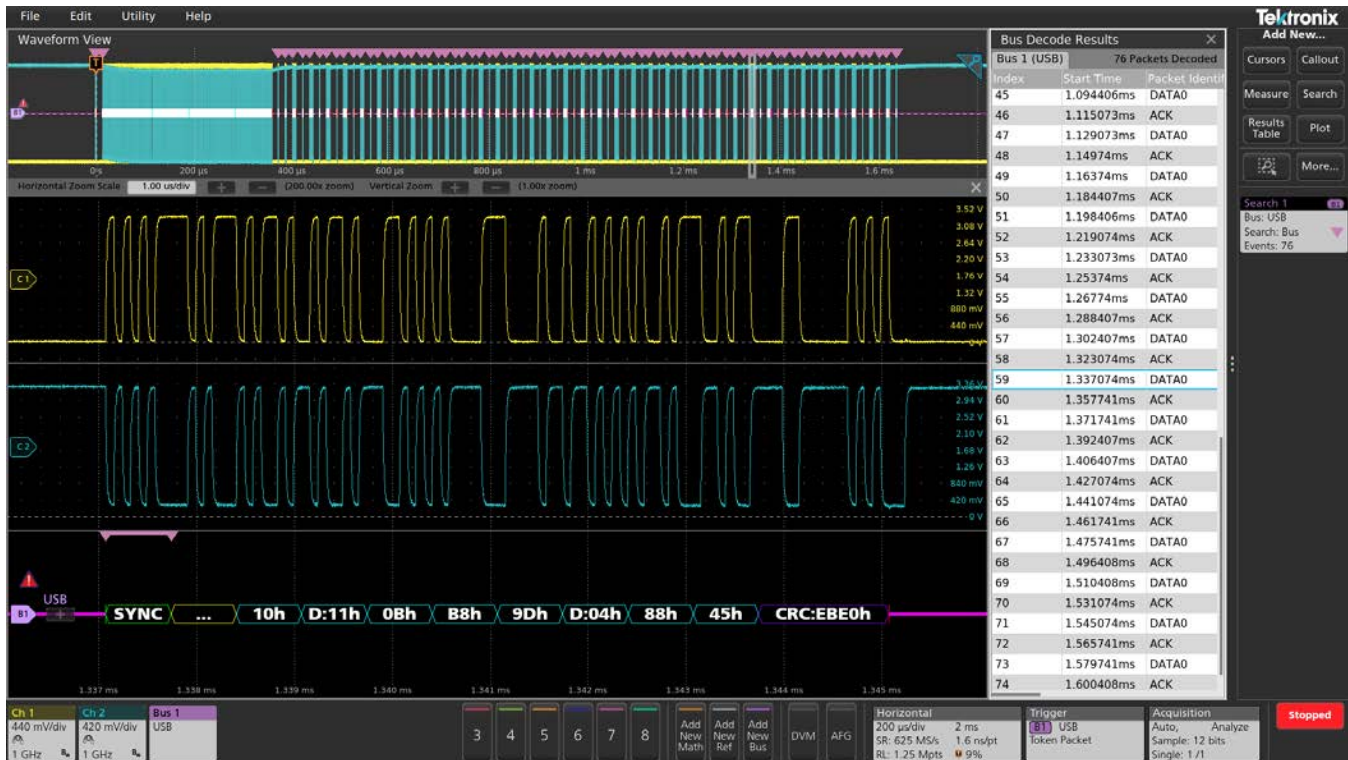 File Edit Utility Help
Tektronix
Add New...
Waveform View
Bus Decode Results
Bus 1 (USB) 76 Packets Decoded
Index Start Time Packet Identif
45 1.094406ms DATA0
46 1.115073ms ACK
47 1.129073ms DATA0
48 1.14974ms ACK
49 1.16374ms DATA0
50 1.184407ms ACK
51 1.198406ms DATA0
52 1.219074ms ACK
53 1.233073ms DATA0
54 1.25374ms ACK
55 1.26774ms DATA0
56 1.288407ms ACK
57 1.302407ms DATA0
58 1.323074ms ACK
59 1.337074ms DATA0
60 1.357741ms ACK
61 1.371741ms DATA0
62 1.392407ms ACK
63 1.406407ms DATA0
64 1.427074ms ACK
65 1.441074ms DATA0
66 1.461741ms ACK
67 1.475741ms DATA0
68 1.496408ms ACK
69 1.510408ms DATA0
70 1.531074ms ACK
71 1.545074ms DATA0
72 1.565741ms ACK
73 1.579741ms DATA0
74 1.600408ms ACK
Cursors Callout
Measure Search
Results Table Plot
More...
Search 1 B1
Bus: USB
Search: Bus
Events: 76
T
B1
0 s 200 µs 400 µs 600 µs 800 µs 1 ms 1.2 ms 1.4 ms 1.6 ms
Horizontal Zoom Scale 1.00 us/div + − (200.00x zoom) Vertical Zoom + − (1.00x zoom)
3.52 V
3.08 V
2.64 V
2.20 V
C1
1.76 V
1.32 V
880 mV
440 mV
0 V
3.36 V
2.94 V
2.52 V
2.10 V
C2
1.68 V
1.26 V
840 mV
420 mV
0 V
USB
B1 + SYNC ... 10h D:11h 0Bh B8h 9Dh D:04h 88h 45h CRC:EBE0h
1.337 ms 1.338 ms 1.339 ms 1.340 ms 1.341 ms 1.342 ms 1.343 ms 1.344 ms 1.345 ms
Ch 1
440 mV/div
1 GHz
Ch 2
420 mV/div
1 GHz
Bus 1
USB
3 4 5 6 7 8
Add New Math
Add New Ref
Add New Bus
DVM AFG
Horizontal
200 µs/div 2 ms
SR: 625 MS/s 1.6 ns/pt
RL: 1.25 Mpts 9%
Trigger
B1 USB
Token Packet
Acquisition
Auto, Analyze
Sample: 12 bits
Single: 1 /1
Stopped